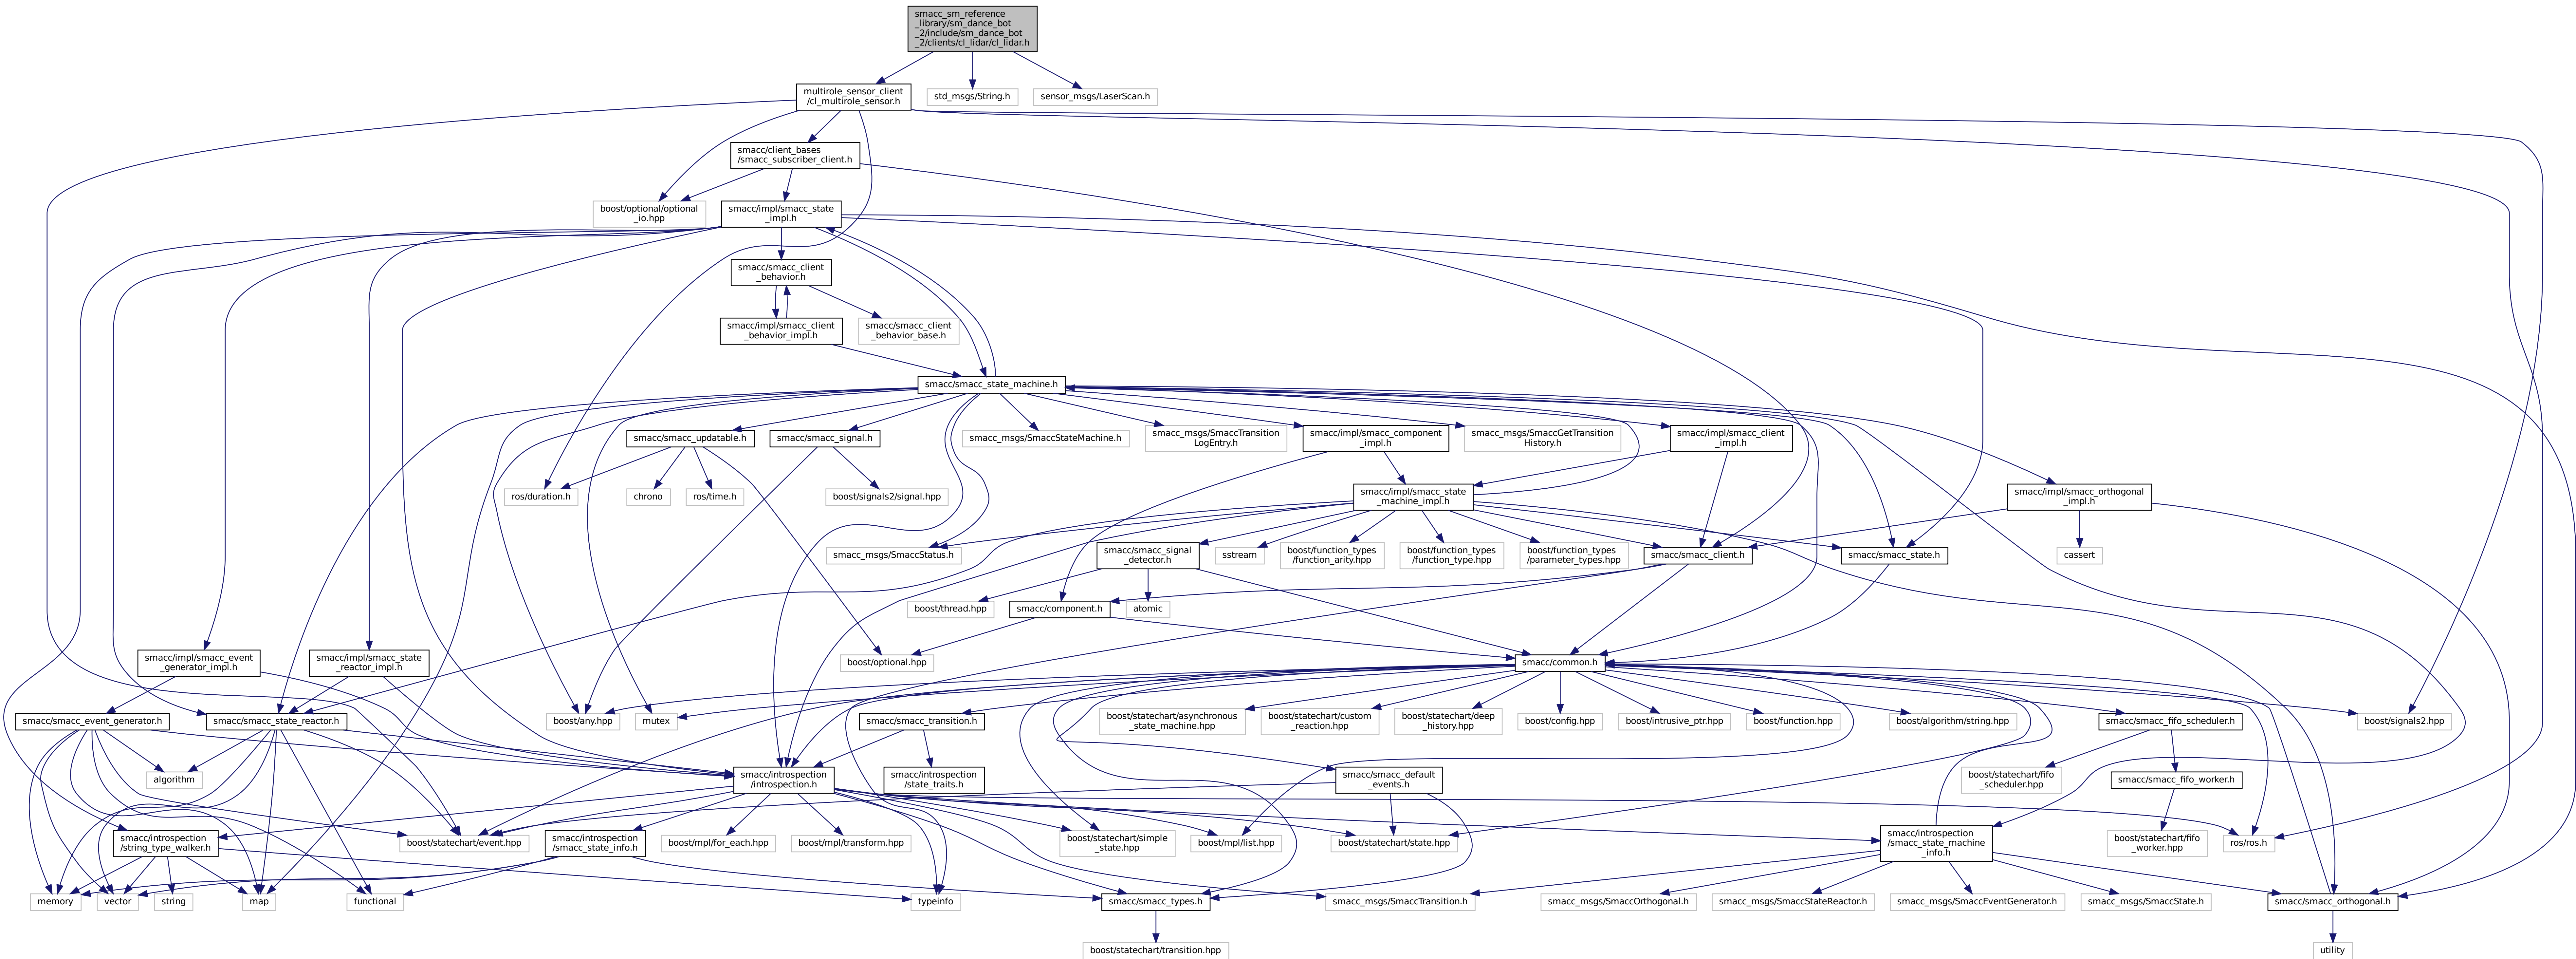 smacc_sm_reference
_library/sm_dance_bot
_2/include/sm_dance_bot
_2/clients/cl_lidar/cl_lidar.h
multirole_sensor_client
/cl_multirole_sensor.h
std_msgs/String.h
sensor_msgs/LaserScan.h
smacc/client_bases
/smacc_subscriber_client.h
boost/optional/optional
_io.hpp
smacc/impl/smacc_state
_impl.h
smacc/smacc_client
_behavior.h
smacc/impl/smacc_client
_behavior_impl.h
smacc/smacc_client
_behavior_base.h
smacc/smacc_state_machine.h
smacc/smacc_updatable.h
smacc/smacc_signal.h
smacc_msgs/SmaccStateMachine.h
smacc_msgs/SmaccTransition
LogEntry.h
smacc/impl/smacc_component
_impl.h
smacc_msgs/SmaccGetTransition
History.h
smacc/impl/smacc_client
_impl.h
ros/duration.h
chrono
ros/time.h
boost/signals2/signal.hpp
smacc/impl/smacc_state
_machine_impl.h
smacc/impl/smacc_orthogonal
_impl.h
smacc_msgs/SmaccStatus.h
smacc/smacc_signal
_detector.h
sstream
boost/function_types
/function_arity.hpp
boost/function_types
/function_type.hpp
boost/function_types
/parameter_types.hpp
smacc/smacc_client.h
smacc/smacc_state.h
cassert
boost/thread.hpp
smacc/component.h
atomic
smacc/impl/smacc_event
_generator_impl.h
smacc/impl/smacc_state
_reactor_impl.h
boost/optional.hpp
smacc/common.h
smacc/smacc_event_generator.h
smacc/smacc_state_reactor.h
boost/any.hpp
mutex
smacc/smacc_transition.h
boost/statechart/asynchronous
_state_machine.hpp
boost/statechart/custom
_reaction.hpp
boost/statechart/deep
_history.hpp
boost/config.hpp
boost/intrusive_ptr.hpp
boost/function.hpp
boost/algorithm/string.hpp
smacc/smacc_fifo_scheduler.h
boost/signals2.hpp
algorithm
smacc/introspection
/introspection.h
smacc/introspection
/state_traits.h
smacc/smacc_default
_events.h
boost/statechart/fifo
_scheduler.hpp
smacc/smacc_fifo_worker.h
smacc/introspection
/string_type_walker.h
boost/statechart/event.hpp
smacc/introspection
/smacc_state_info.h
boost/mpl/for_each.hpp
boost/mpl/transform.hpp
boost/statechart/simple
_state.hpp
boost/mpl/list.hpp
boost/statechart/state.hpp
smacc/introspection
/smacc_state_machine
_info.h
boost/statechart/fifo
_worker.hpp
ros/ros.h
memory
vector
string
map
functional
typeinfo
smacc/smacc_types.h
smacc_msgs/SmaccTransition.h
smacc_msgs/SmaccOrthogonal.h
smacc_msgs/SmaccStateReactor.h
smacc_msgs/SmaccEventGenerator.h
smacc_msgs/SmaccState.h
smacc/smacc_orthogonal.h
boost/statechart/transition.hpp
utility